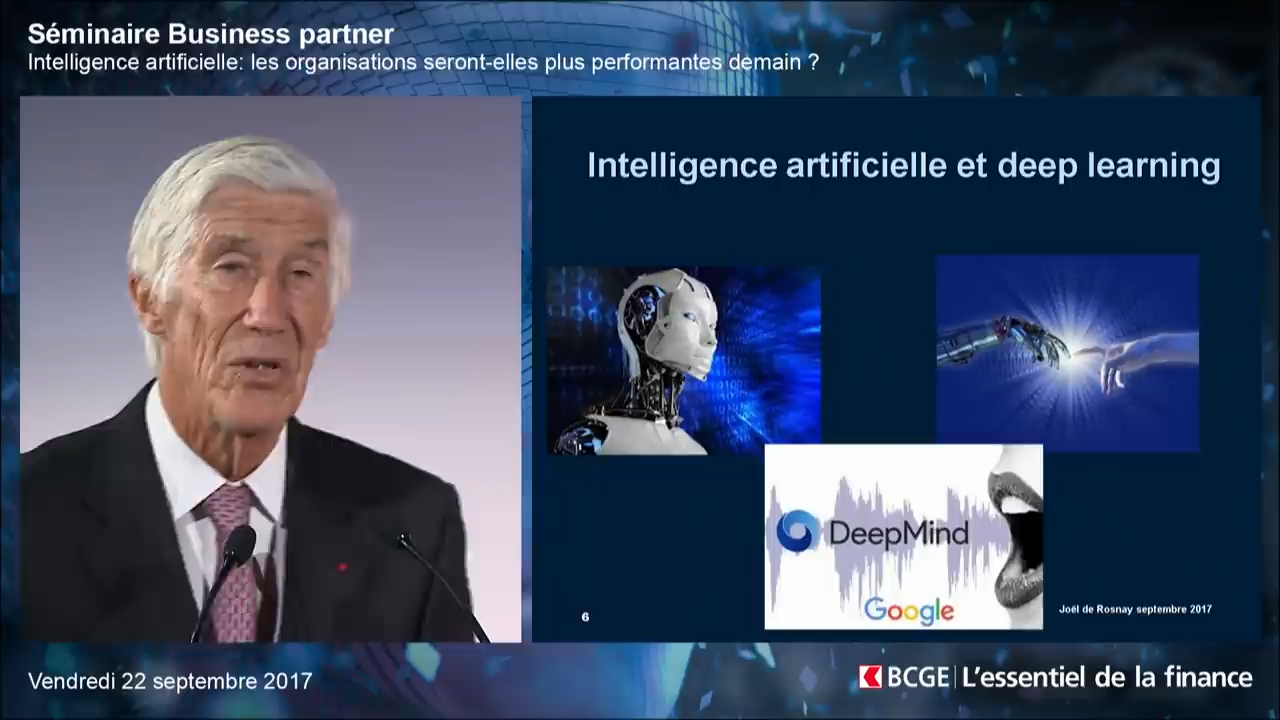 Séminaire Business partner
Intelligence artificielle: les organisations seront-elles plus performantes demain ?
Intelligence artificielle et deep learning
DeepMind
Google
6
Joël de Rosnay septembre 2017
Vendredi 22 septembre 2017
BCGE L'essentiel de la finance